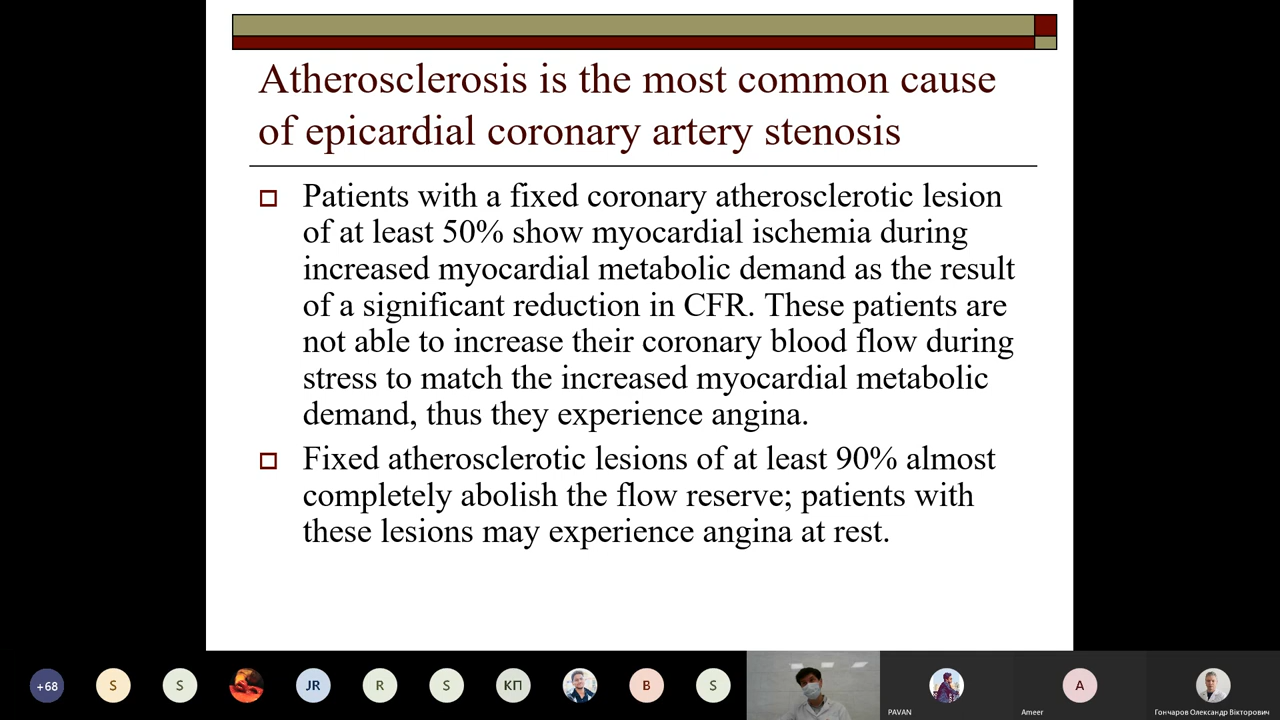 Atherosclerosis is the most common cause
of epicardial coronary artery stenosis
Patients with a fixed coronary atherosclerotic lesion
of at least 50% show myocardial ischemia during
increased myocardial metabolic demand as the result
of a significant reduction in CFR. These patients are
not able to increase their coronary blood flow during
stress to match the increased myocardial metabolic
demand, thus they experience angina.
Fixed atherosclerotic lesions of at least 90% almost
completely abolish the flow reserve; patients with
these lesions may experience angina at rest.
+68 S S JR R S КП B S A
PAVAN Ameer Гончаров Олександр Вікторович